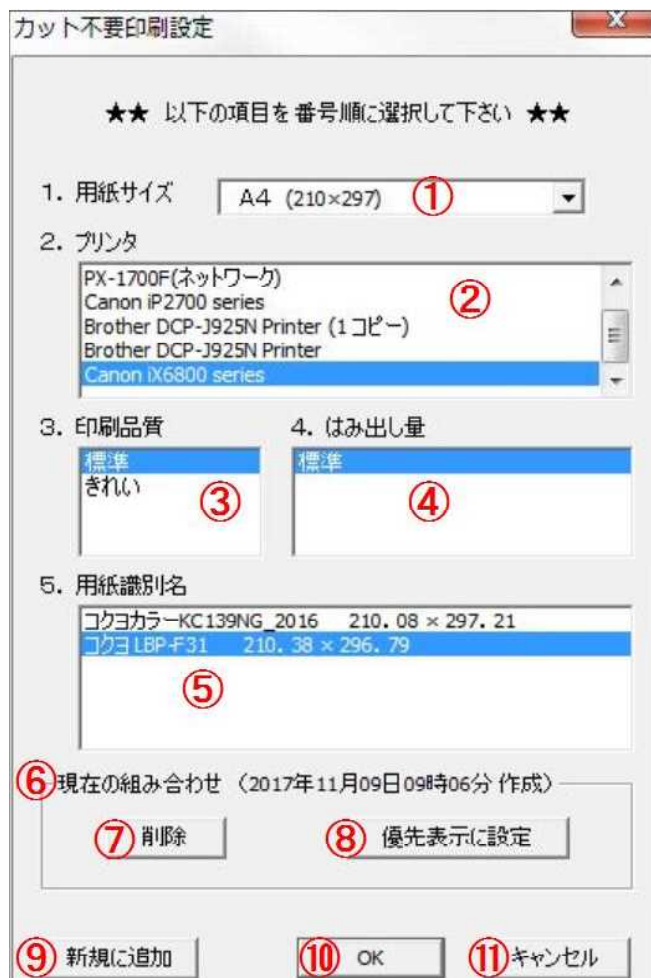 カット不要印刷設定
★★ 以下の項目を番号順に選択して下さい ★★
1. 用紙サイズ A4 (210×297) ①
2. プリンタ
PX-1700F(ネットワーク)
②
Canon iP2700 series
Brother DCP-J925N Printer (1コピー)
Brother DCP-J925N Printer
Canon iX6800 series
3. 印刷品質 4. はみ出し量
標準 標準
きれい ③ ④
5. 用紙識別名
コクヨカラーKC139NG_2016 210.08×297.21
コクヨLBP-F31 210.38×296.79
⑤
⑥現在の組み合わせ (2017年11月09日09時06分 作成)
⑦ 削除 ⑧ 優先表示に設定
⑨ 新規に追加 ⑩ OK ⑪ キャンセル